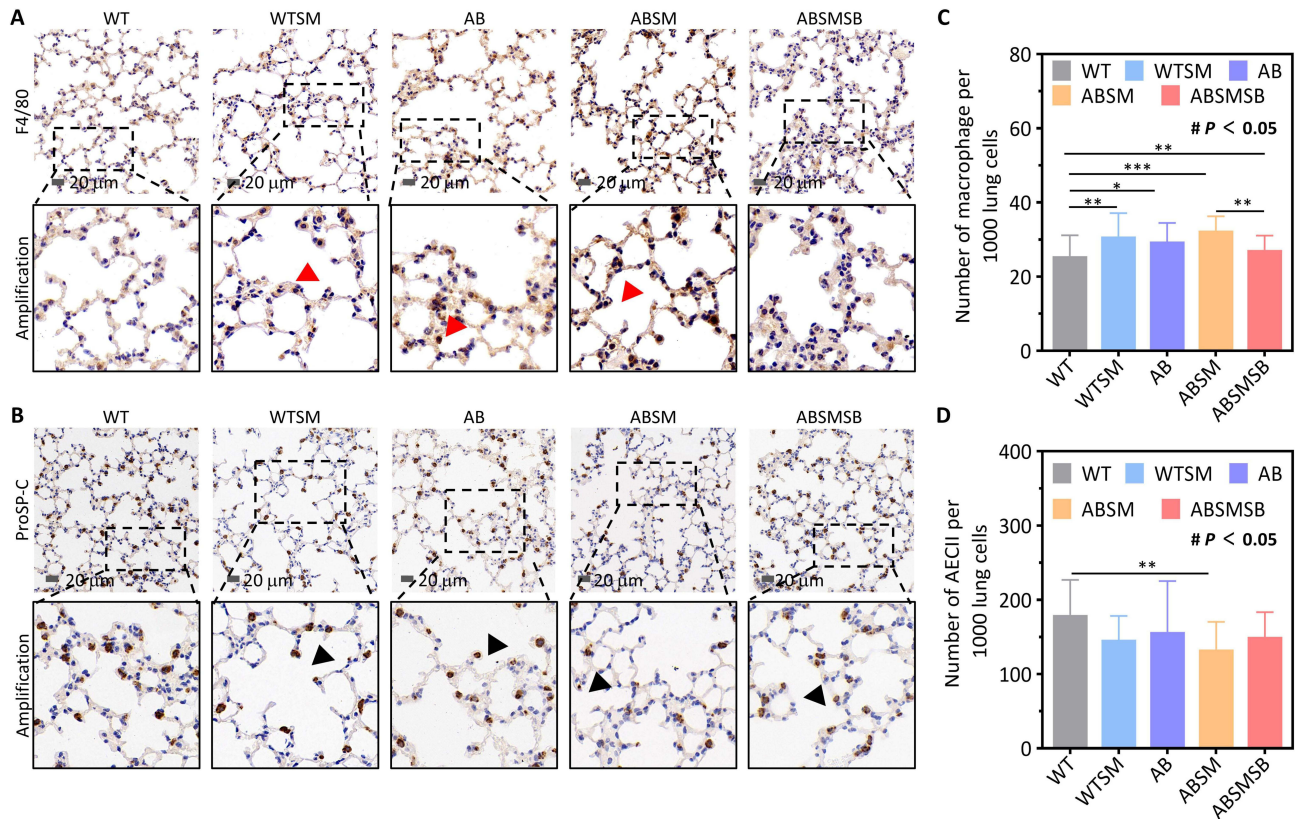 A
WT WTSM AB ABSM ABSMSB
F4/80
20 μm 20 μm 20 μm 20 μm 20 μm
Amplification
B
WT WTSM AB ABSM ABSMSB
ProSP-C
20 μm 20 μm 20 μm 20 μm 20 μm
Amplification
C
Number of macrophage per
1000 lung cells
80
60
40
20
0
WT WTSM AB
ABSM ABSMSB
# P < 0.05
**
***
*
** **
WT WTSM AB ABSM ABSMSB
D
Number of AECII per
1000 lung cells
400
300
200
100
0
WT WTSM AB
ABSM ABSMSB
# P < 0.05
**
WT WTSM AB ABSM ABSMSB